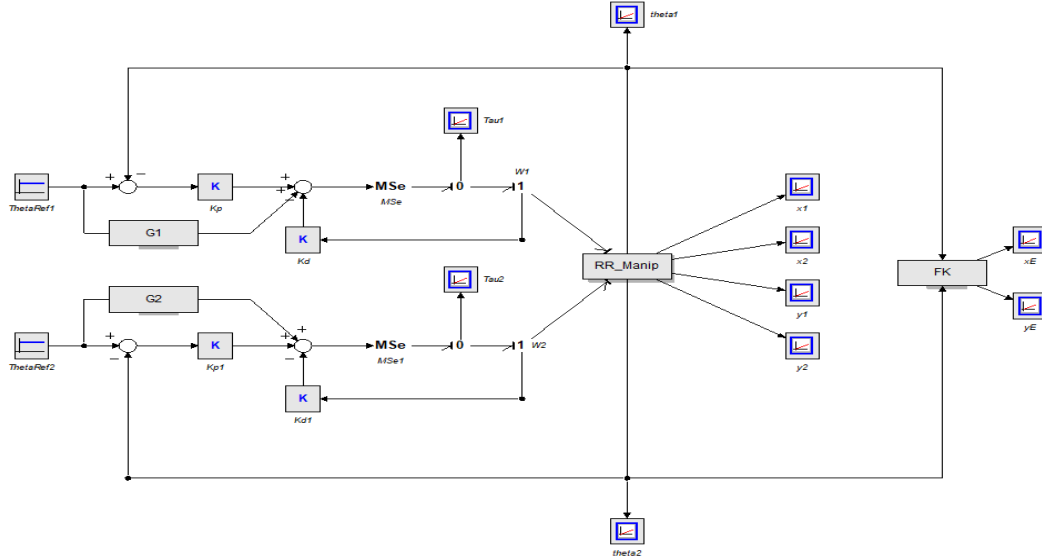 theta1
Tau1
W1
ThetaRef1
+
−
K
Kp
+
+
−
MSe
MSe
0
1
G1
K
Kd
x1
x2
y1
y2
RR_Manip
FK
xE
yE
Tau2
G2
ThetaRef2
+
−
K
Kp1
+
+
−
MSe
MSe1
0
1
W2
K
Kd1
theta2